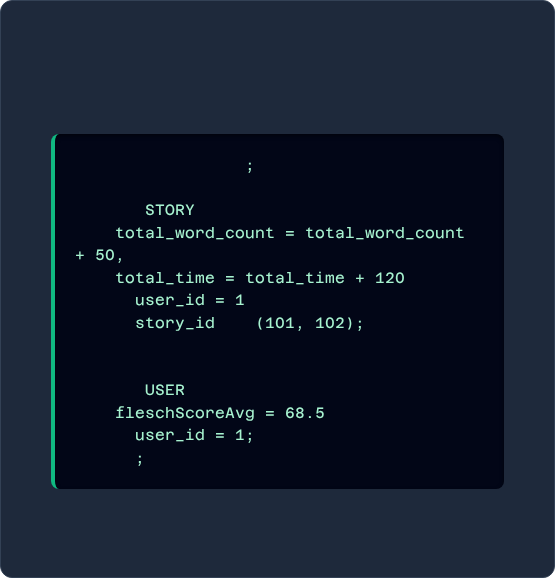 ;
STORY
total_word_count = total_word_count
+ 50,
total_time = total_time + 120
user_id = 1
story_id (101, 102);
USER
fleschScoreAvg = 68.5
user_id = 1;
;